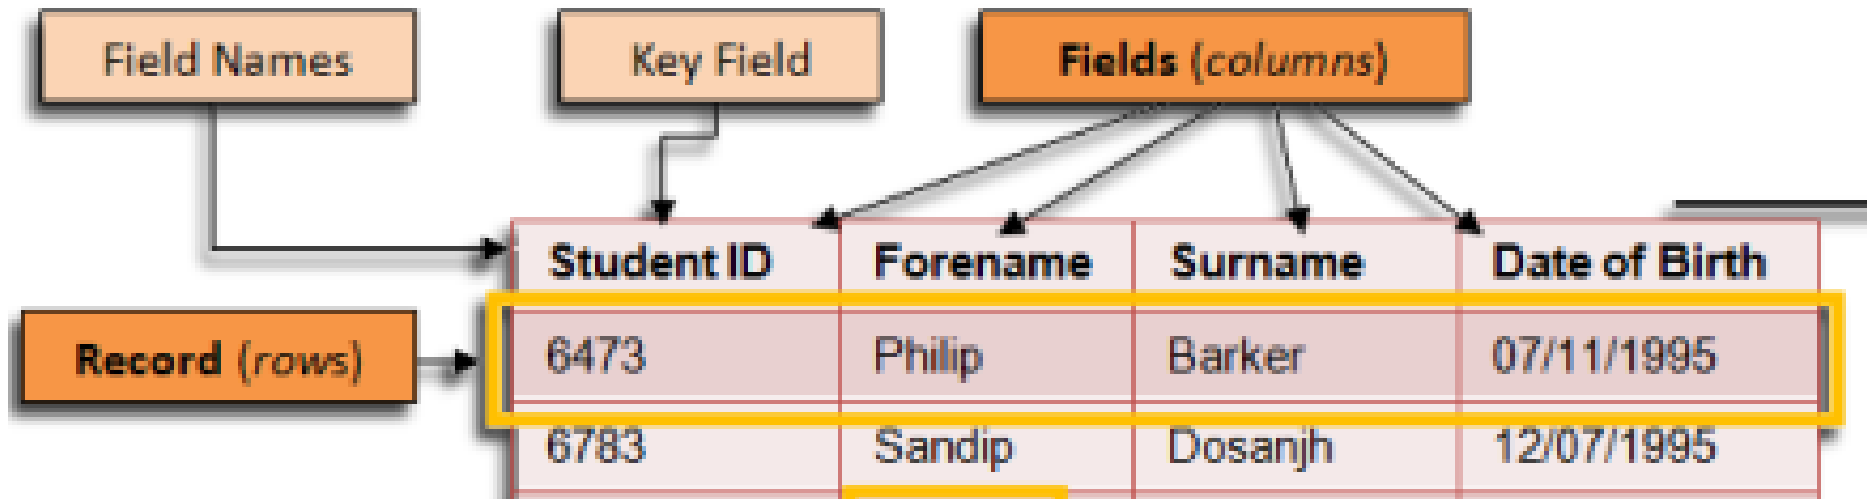 Field Names
Key Field
Fields (columns)
Student ID Forename Surname Date of Birth
Record (rows)
6473 Philip Barker 07/11/1995
6783 Sandip Dosanjh 12/07/1995